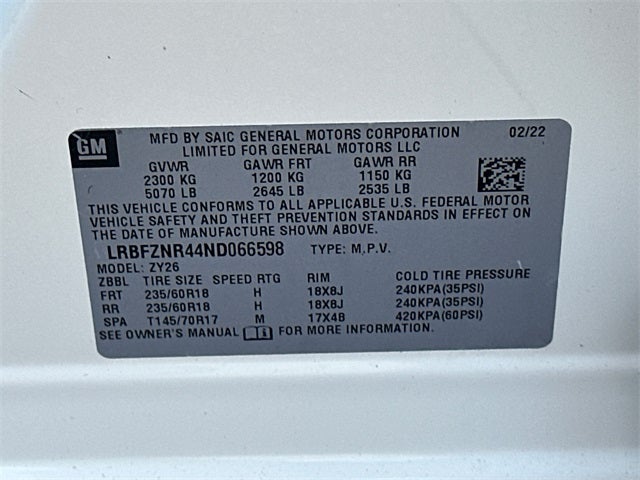 GM MFD BY SAIC GENERAL MOTORS CORPORATION 02/22
LIMITED FOR GENERAL MOTORS LLC
GVWR GAWR FRT GAWR RR
2300 KG 1200 KG 1150 KG
5070 LB 2645 LB 2535 LB
THIS VEHICLE CONFORMS TO ALL APPLICABLE U.S. FEDERAL MOTOR
VEHICLE SAFETY AND THEFT PREVENTION STANDARDS IN EFFECT ON
THE DATE OF MANUFACTURE SHOWN ABOVE.
LRBFZNR44ND066598 TYPE: M.P.V.
MODEL: ZY26
ZBBL TIRE SIZE SPEED RTG RIM COLD TIRE PRESSURE
FRT 235/60R18 H 18X8J 240KPA(35PSI)
RR 235/60R18 H 18X8J 240KPA(35PSI)
SPA T145/70R17 M 17X4B 420KPA(60PSI)
SEE OWNER'S MANUAL FOR MORE INFORMATION.